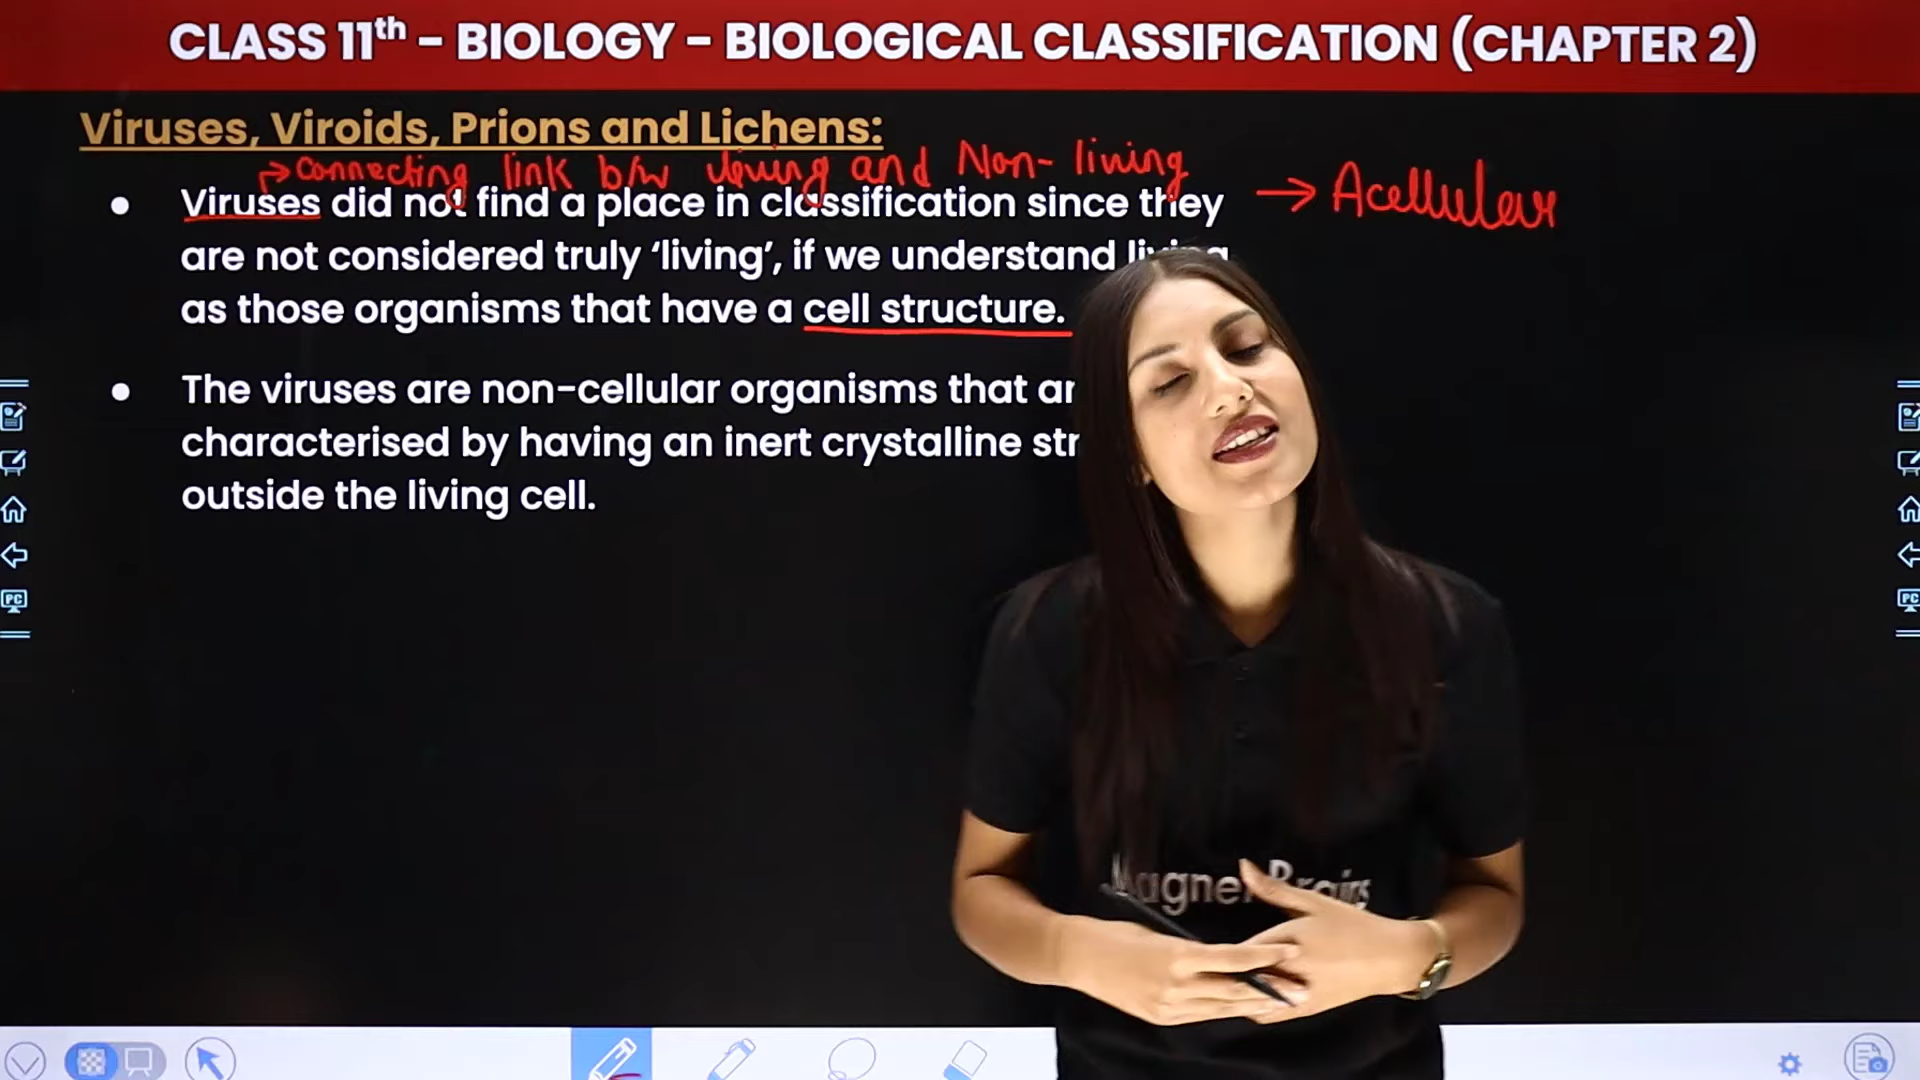 CLASS 11th – BIOLOGY – BIOLOGICAL CLASSIFICATION (CHAPTER 2)
Viruses, Viroids, Prions and Lichens:
→ Connecting link b/w living and Non-living
• Viruses did not find a place in classification since they → Acellular
are not considered truly ‘living’, if we understand living
as those organisms that have a cell structure.
• The viruses are non-cellular organisms that ar
characterised by having an inert crystalline str
outside the living cell.
PC
PC
Magnet Brains